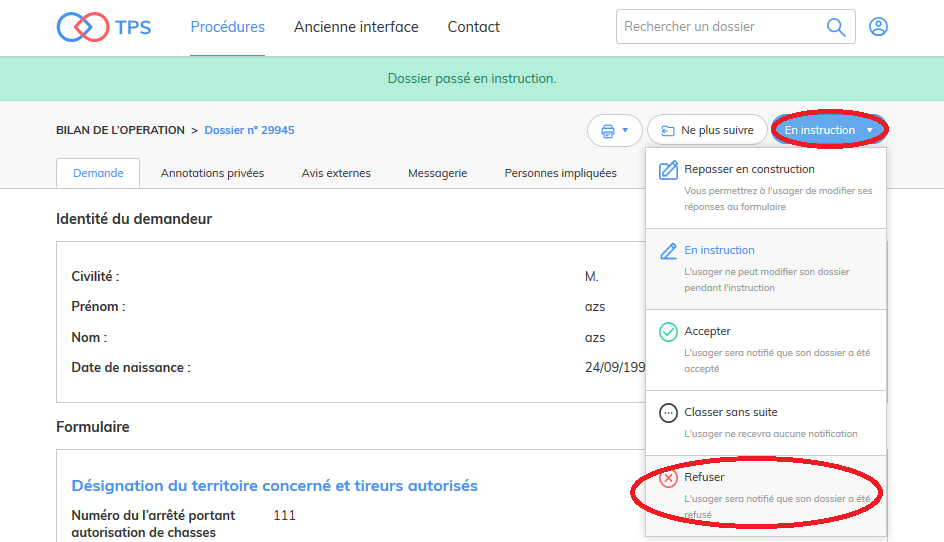 TPS
Procédures
Ancienne interface
Contact
Rechercher un dossier
Dossier passé en instruction.
BILAN DE L'OPERATION > Dossier n° 29945
Ne plus suivre
En instruction
Demande
Annotations privées
Avis externes
Messagerie
Personnes impliquées
Repasser en construction
Vous permettrez à l'usager de modifier ses
réponses au formulaire
En instruction
L'usager ne peut modifier son dossier
pendant l'instruction
Accepter
L'usager sera notifié que son dossier a été
accepté
Classer sans suite
L'usager ne recevra aucune notification
Refuser
L'usager sera notifié que son dossier a été
refusé
Identité du demandeur
Civilité : M.
Prénom : azs
Nom : azs
Date de naissance : 24/09/199
Formulaire
Désignation du territoire concerné et tireurs autorisés
Numéro du l'arrêté portant 111
autorisation de chasses